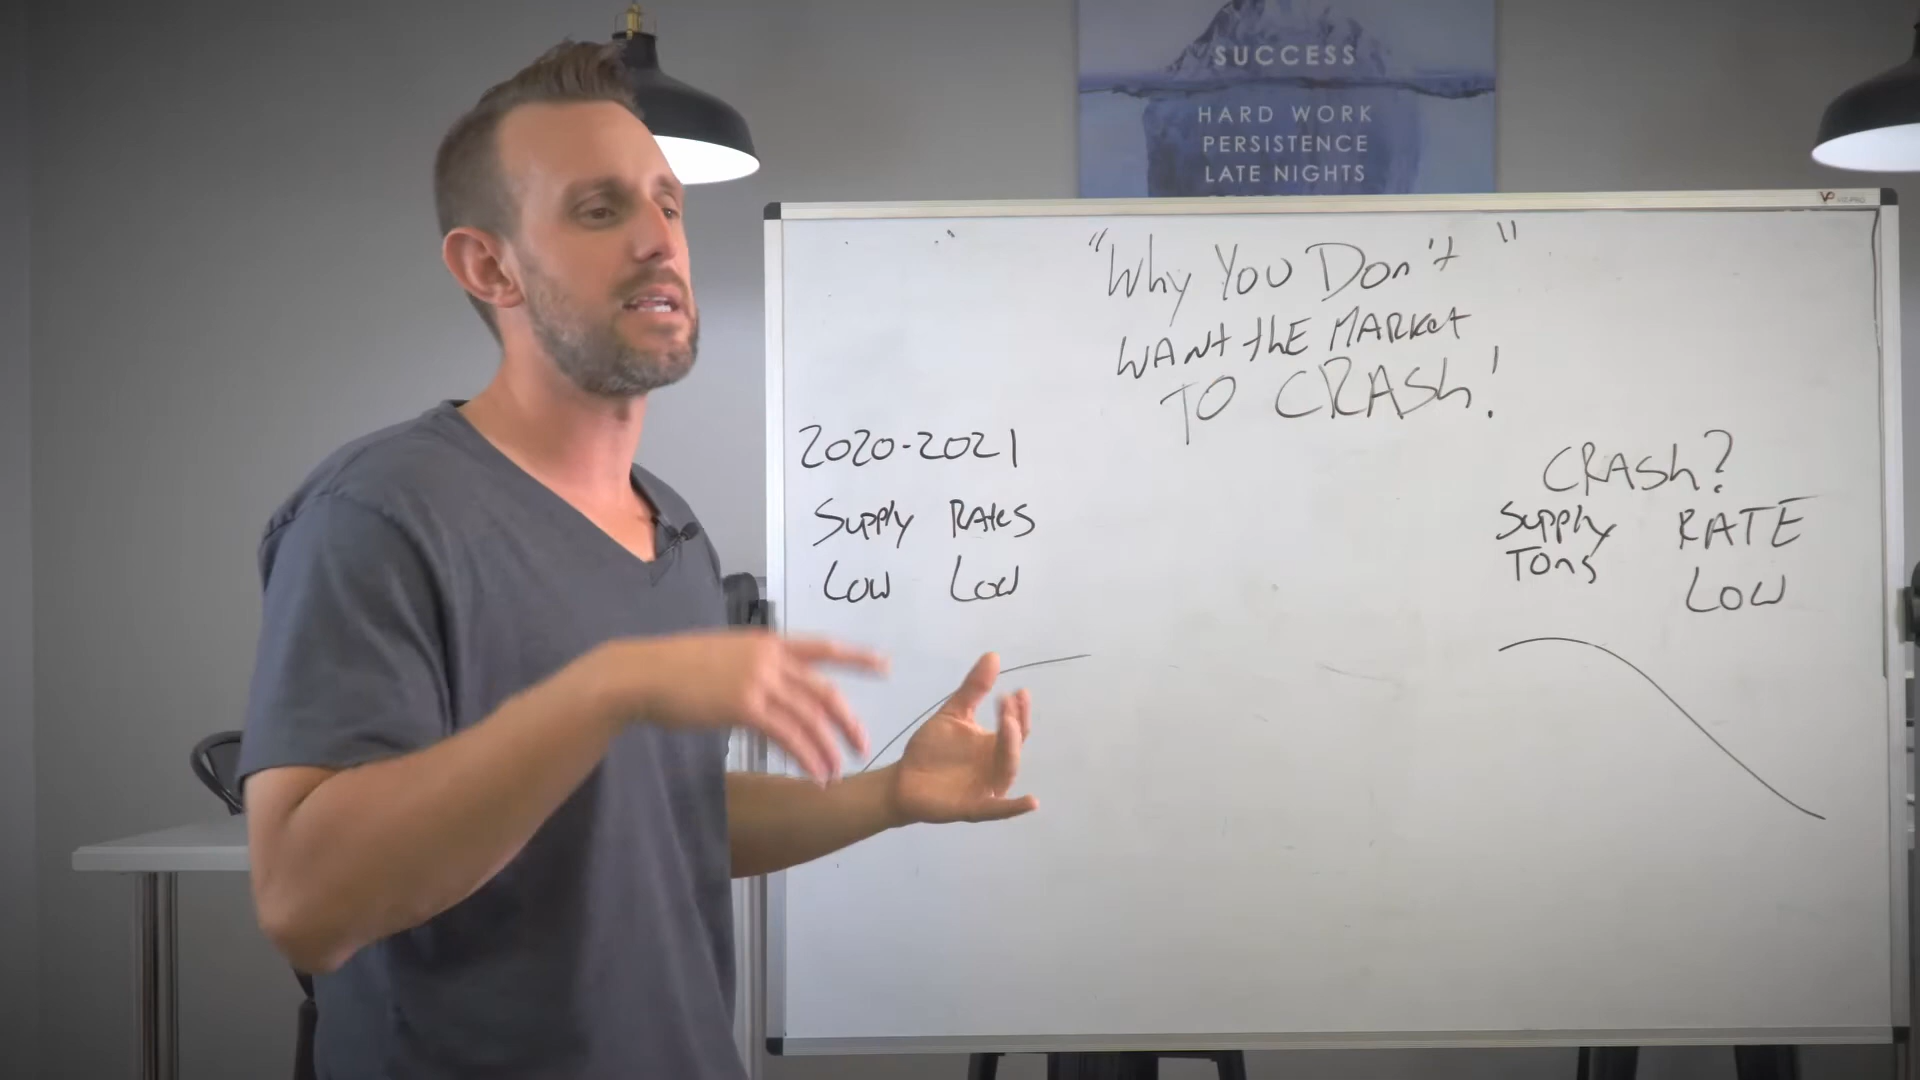 SUCCESS
HARD WORK
PERSISTENCE
LATE NIGHTS
"Why You Don't"
WANT thE MARKET
TO CRASh!
2020-2021
Supply Rates
Low Low
CRASh?
Supply RATE
Tons LOW